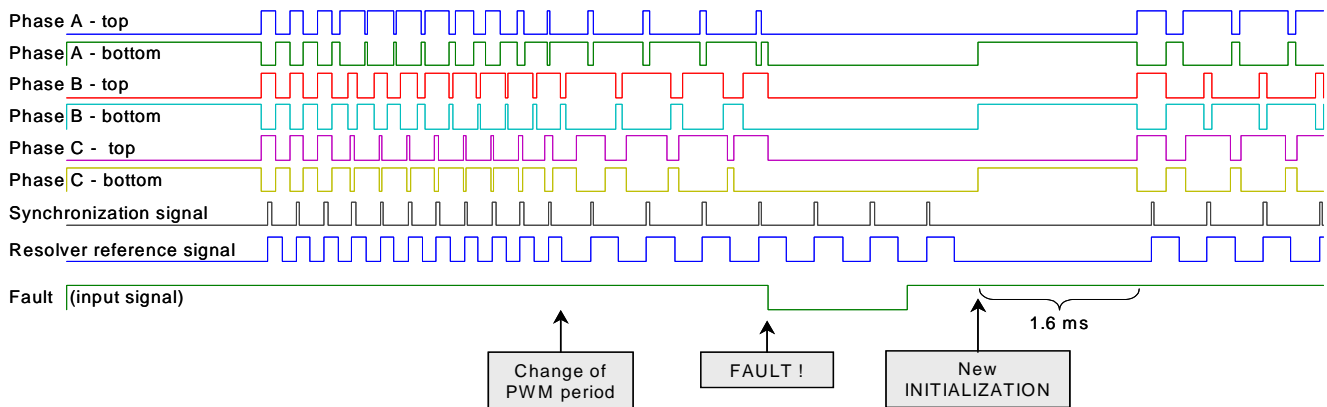 Phase A - top
Phase A - bottom
Phase B - top
Phase B - bottom
Phase C - top
Phase C - bottom
Synchronization signal
Resolver reference signal
Fault (input signal)
1.6 ms
Change of
PWM period
FAULT !
New
INITIALIZATION